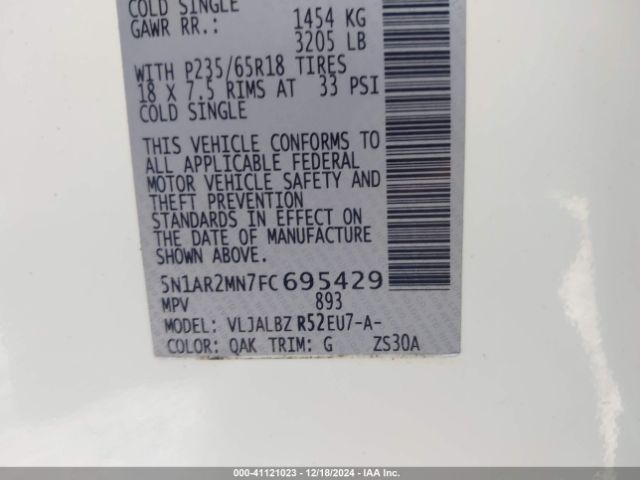 COLD SINGLE
GAWR RR.: 1454 KG
3205 LB
WITH P235/65R18 TIRES
18 X 7.5 RIMS AT 33 PSI
COLD SINGLE
THIS VEHICLE CONFORMS TO
ALL APPLICABLE FEDERAL
MOTOR VEHICLE SAFETY AND
THEFT PREVENTION
STANDARDS IN EFFECT ON
THE DATE OF MANUFACTURE
SHOWN ABOVE.
5N1AR2MN7FC695429
MPV 893
MODEL: VLJALBZ R52EU7-A-
COLOR: QAK TRIM: G ZS30A
000-41121023 | 12/18/2024 - IAA, Inc.